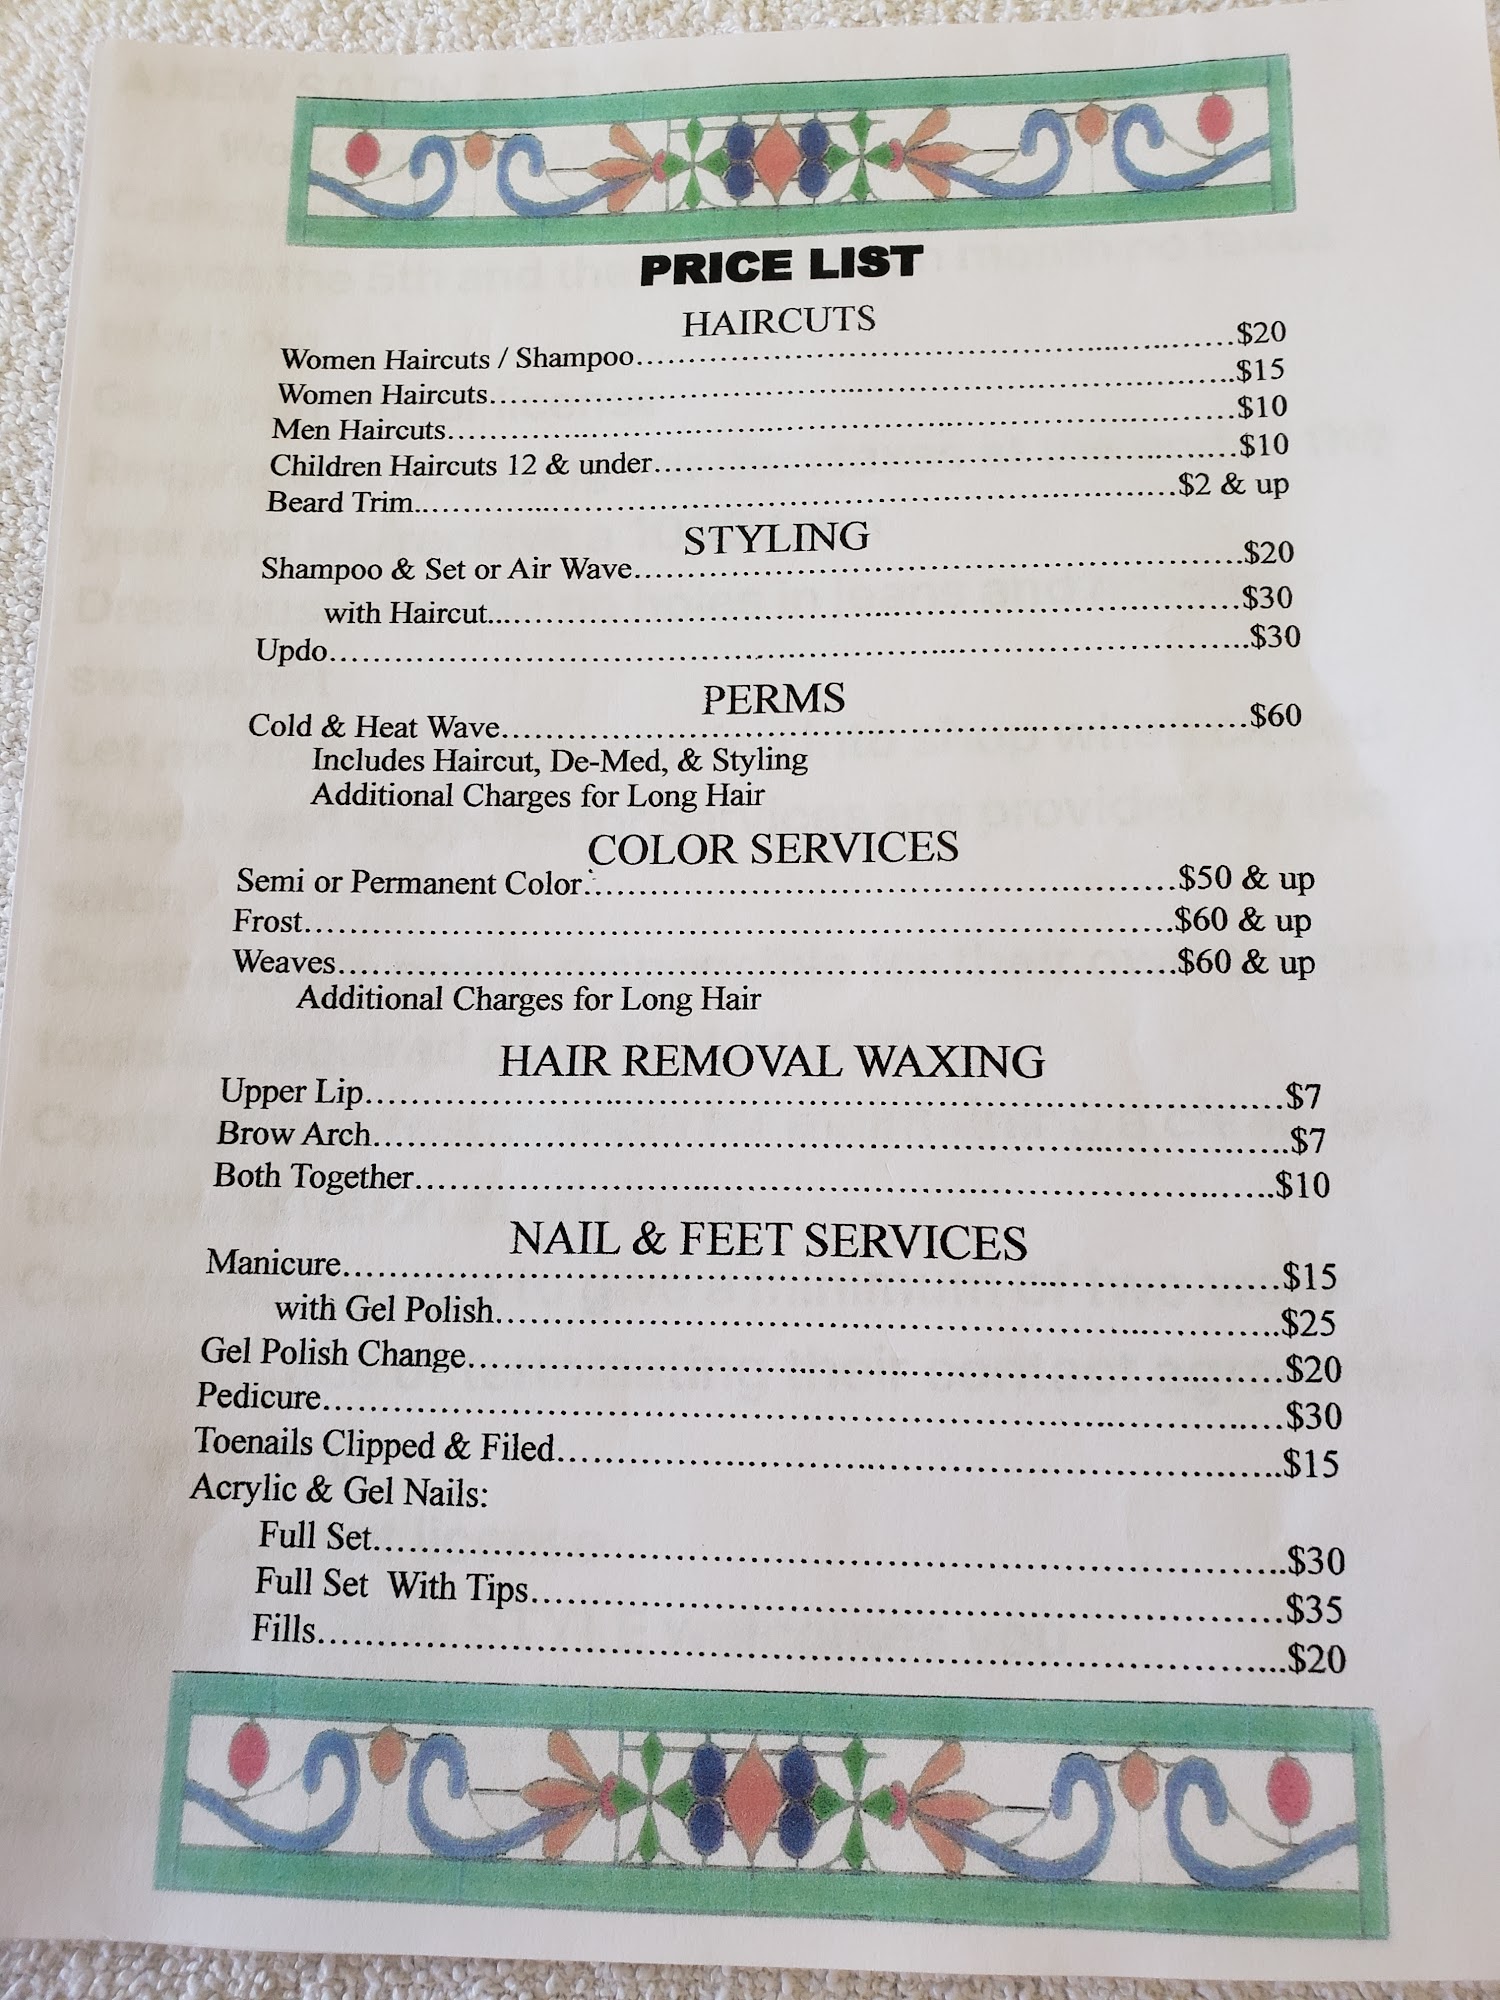 PRICE LIST
HAIRCUTS
Women Haircuts / Shampoo..........$20
Women Haircuts..........$15
Men Haircuts..........$10
Children Haircuts 12 & under..........$10
Beard Trim..........$2 & up
STYLING
Shampoo & Set or Air Wave..........$20
with Haircut..........$30
Updo..........$30
PERMS
Cold & Heat Wave..........$60
Includes Haircut, De-Med, & Styling
Additional Charges for Long Hair
COLOR SERVICES
Semi or Permanent Color..........$50 & up
Frost..........$60 & up
Weaves..........$60 & up
Additional Charges for Long Hair
HAIR REMOVAL WAXING
Upper Lip..........$7
Brow Arch..........$7
Both Together..........$10
NAIL & FEET SERVICES
Manicure..........$15
with Gel Polish..........$25
Gel Polish Change..........$20
Pedicure..........$30
Toenails Clipped & Filed..........$15
Acrylic & Gel Nails:
Full Set..........$30
Full Set With Tips..........$35
Fills..........$20